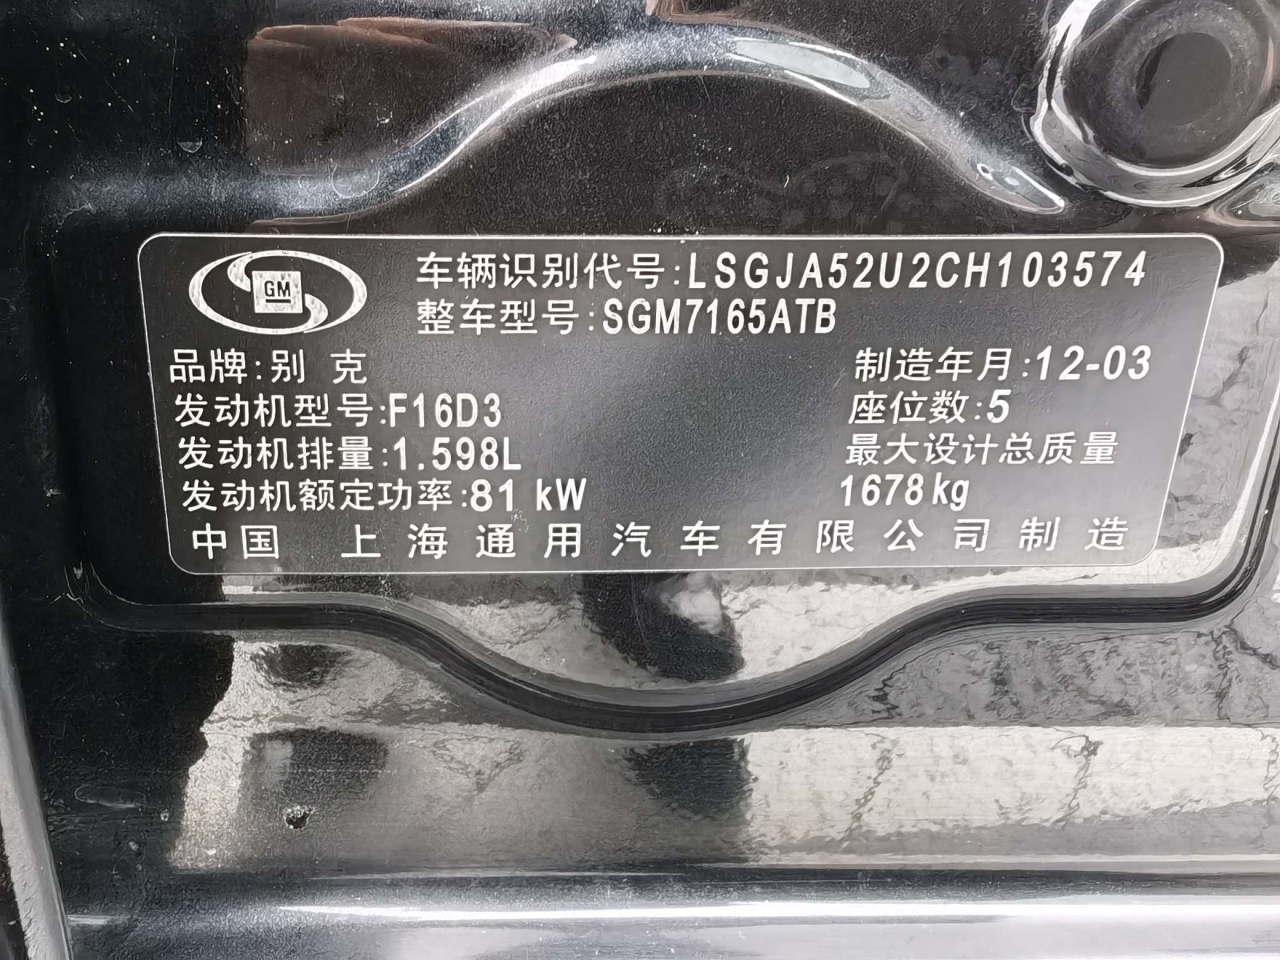 GM
车辆识别代号:LSGJA52U2CH103574
整车型号:SGM7165ATB
品牌:别 克
制造年月:12-03
发动机型号:F16D3
座位数:5
发动机排量:1.598L
最大设计总质量
发动机额定功率:81 kW
1678kg
中国 上海通用汽车有限公司制造